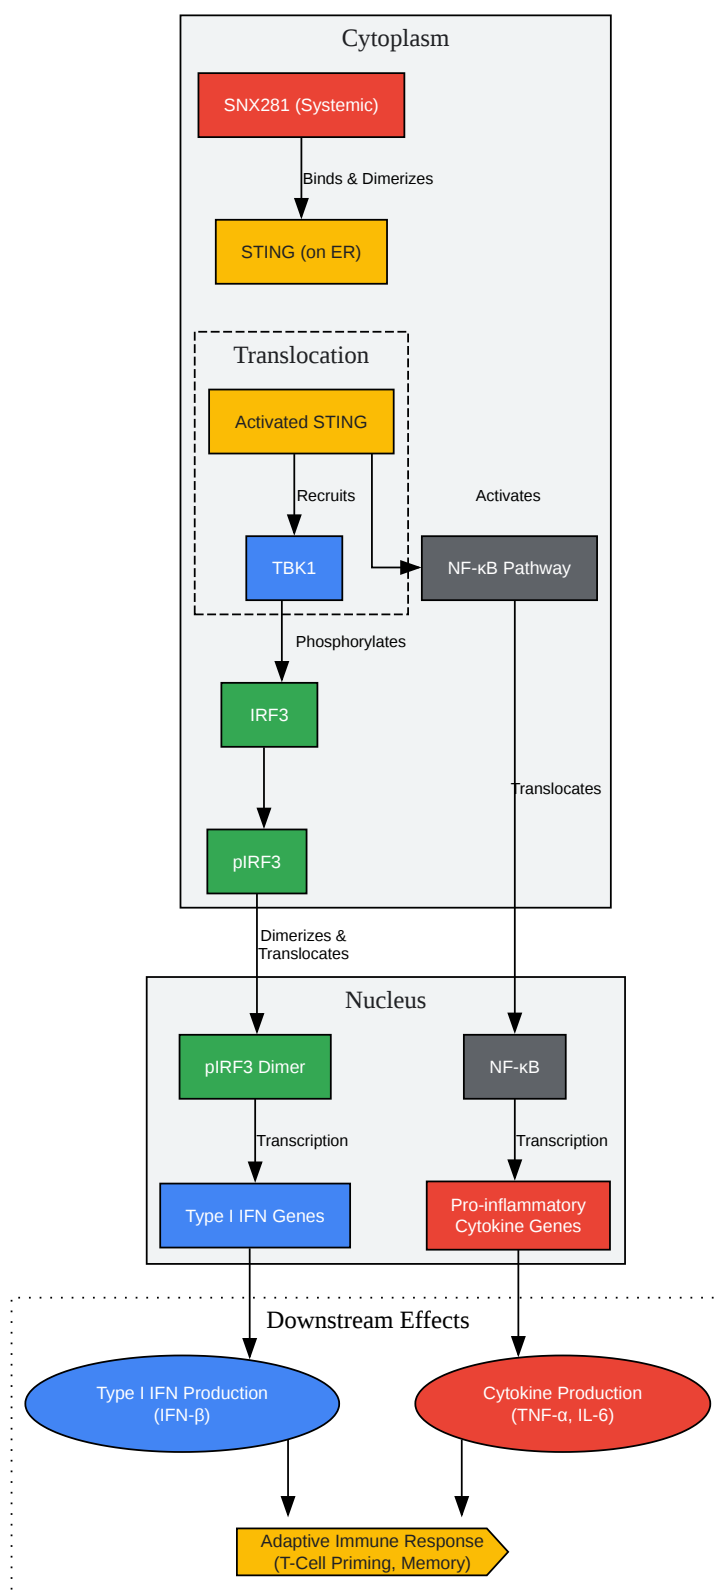 Cytoplasm
SNX281 (Systemic)
Binds & Dimerizes
STING (on ER)
Translocation
Activated STING
Recruits
Activates
TBK1
NF-κB Pathway
Phosphorylates
IRF3
Translocates
pIRF3
Dimerizes &
Translocates
Nucleus
pIRF3 Dimer
NF-κB
Transcription
Transcription
Type I IFN Genes
Pro-inflammatory
Cytokine Genes
Downstream Effects
Type I IFN Production
(IFN-β)
Cytokine Production
(TNF-α, IL-6)
Adaptive Immune Response
(T-Cell Priming, Memory)